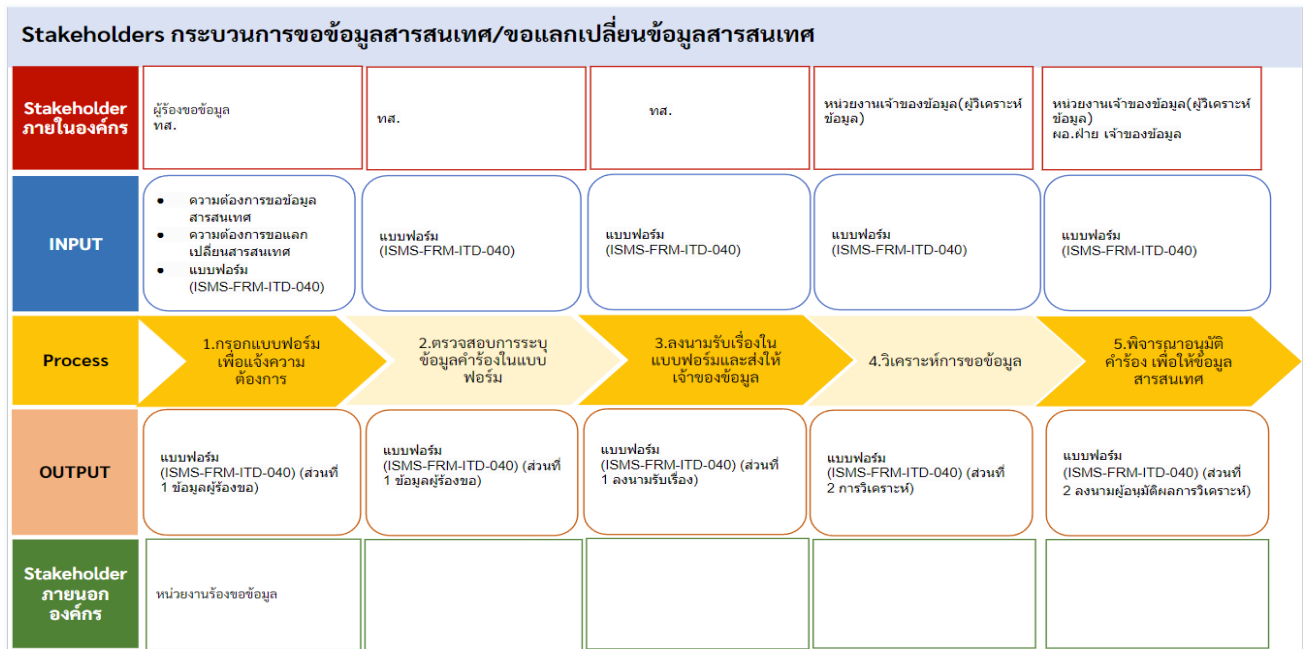 Stakeholders กระบวนการขอข้อมูลสารสนเทศ/ขอแลกเปลี่ยนข้อมูลสารสนเทศ
Stakeholder
ภายในองค์กร
ผู้ร้องขอข้อมูล
ทส.
ทส.
ทส.
หน่วยงานเจ้าของข้อมูล(ผู้วิเคราะห์
ข้อมูล)
หน่วยงานเจ้าของข้อมูล(ผู้วิเคราะห์
ข้อมูล)
ผอ.ฝ่าย เจ้าของข้อมูล
INPUT
• ความต้องการขอข้อมูล
สารสนเทศ
• ความต้องการขอแลก
เปลี่ยนสารสนเทศ
• แบบฟอร์ม
(ISMS-FRM-ITD-040)
แบบฟอร์ม
(ISMS-FRM-ITD-040)
แบบฟอร์ม
(ISMS-FRM-ITD-040)
แบบฟอร์ม
(ISMS-FRM-ITD-040)
แบบฟอร์ม
(ISMS-FRM-ITD-040)
Process
1.กรอกแบบฟอร์ม
เพื่อแจ้งความ
ต้องการ
2.ตรวจสอบการระบุ
ข้อมูลคำร้องในแบบ
ฟอร์ม
3.ลงนามรับเรื่องใน
แบบฟอร์มและส่งให้
เจ้าของข้อมูล
4.วิเคราะห์การขอข้อมูล
5.พิจารณาอนุมัติ
คำร้อง เพื่อให้ข้อมูล
สารสนเทศ
OUTPUT
แบบฟอร์ม
(ISMS-FRM-ITD-040) (ส่วนที่
1 ข้อมูลผู้ร้องขอ)
แบบฟอร์ม
(ISMS-FRM-ITD-040) (ส่วนที่
1 ข้อมูลผู้ร้องขอ)
แบบฟอร์ม
(ISMS-FRM-ITD-040) (ส่วนที่
1 ลงนามรับเรื่อง)
แบบฟอร์ม
(ISMS-FRM-ITD-040) (ส่วนที่
2 การวิเคราะห์)
แบบฟอร์ม
(ISMS-FRM-ITD-040) (ส่วนที่
2 ลงนามผู้อนุมัติผลการวิเคราะห์)
Stakeholder
ภายนอก
องค์กร
หน่วยงานร้องขอข้อมูล